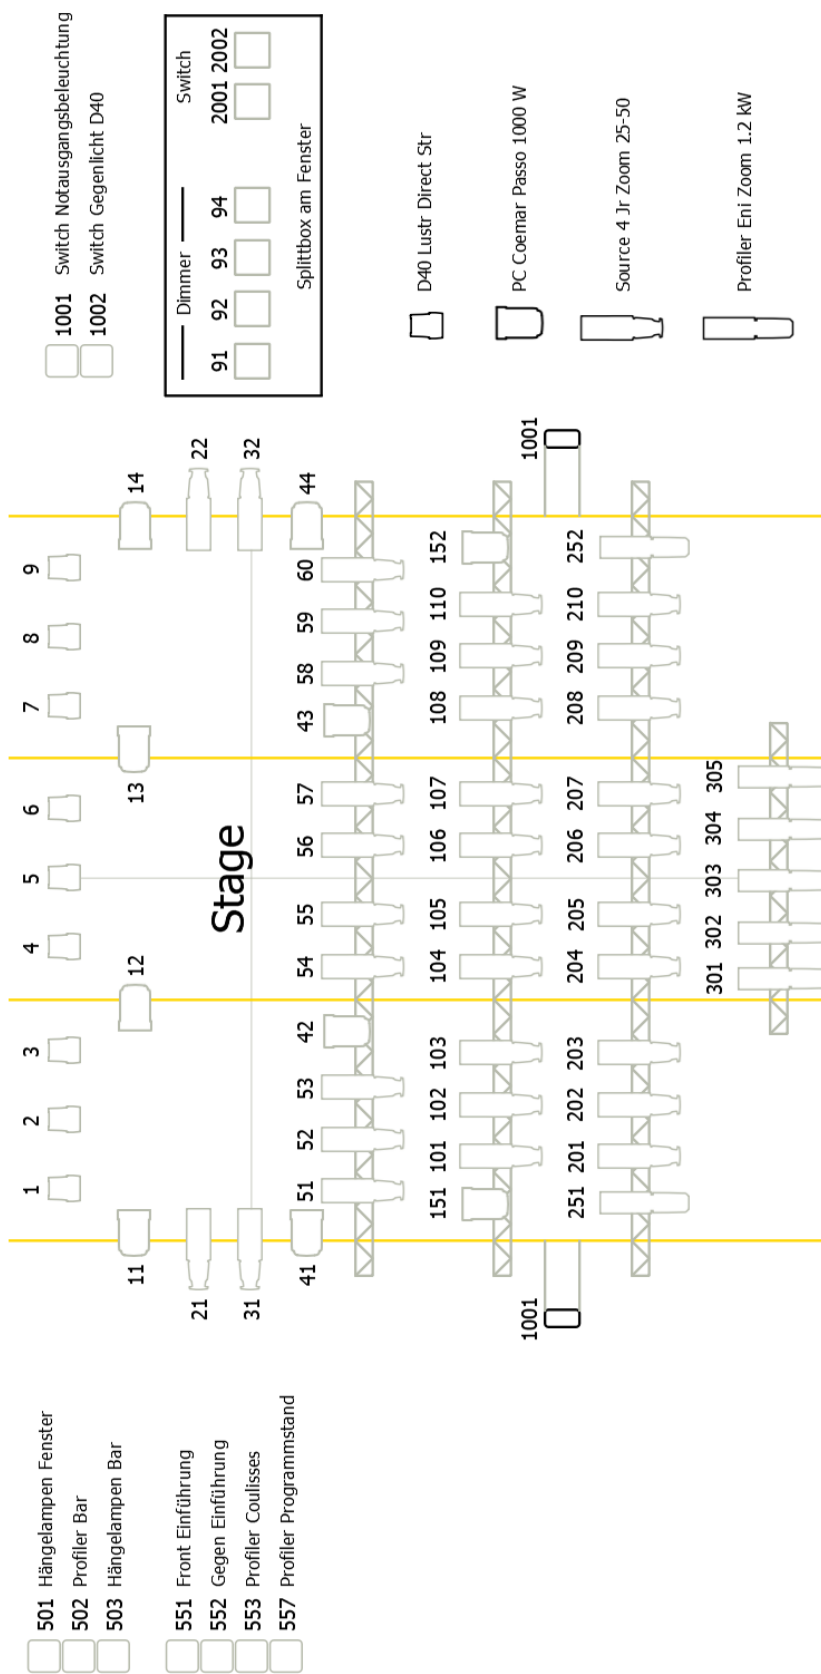 501 Hängelampen Fenster
502 Profiler Bar
503 Hängelampen Bar
551 Front Einführung
552 Gegen Einführung
553 Profiler Coulisses
557 Profiler Programmstand
1 2 3 4 5 6 7 8 9
11 12 13 14
21 22
Stage
31 32
41 51 52 53 42 54 55 56 57 43 58 59 60 44
151 101 102 103 104 105 106 107 108 109 110 152
1001 1001
251 201 202 203 204 205 206 207 208 209 210 252
301 302 303 304 305
1001 Switch Notausgangsbeleuchtung
1002 Switch Gegenlicht D40
Dimmer Switch
91 92 93 94 2001 2002
Splittbox am Fenster
D40 Lustr Direct Str
PC Coemar Passo 1000 W
Source 4 Jr Zoom 25-50
Profiler Eni Zoom 1.2 kW